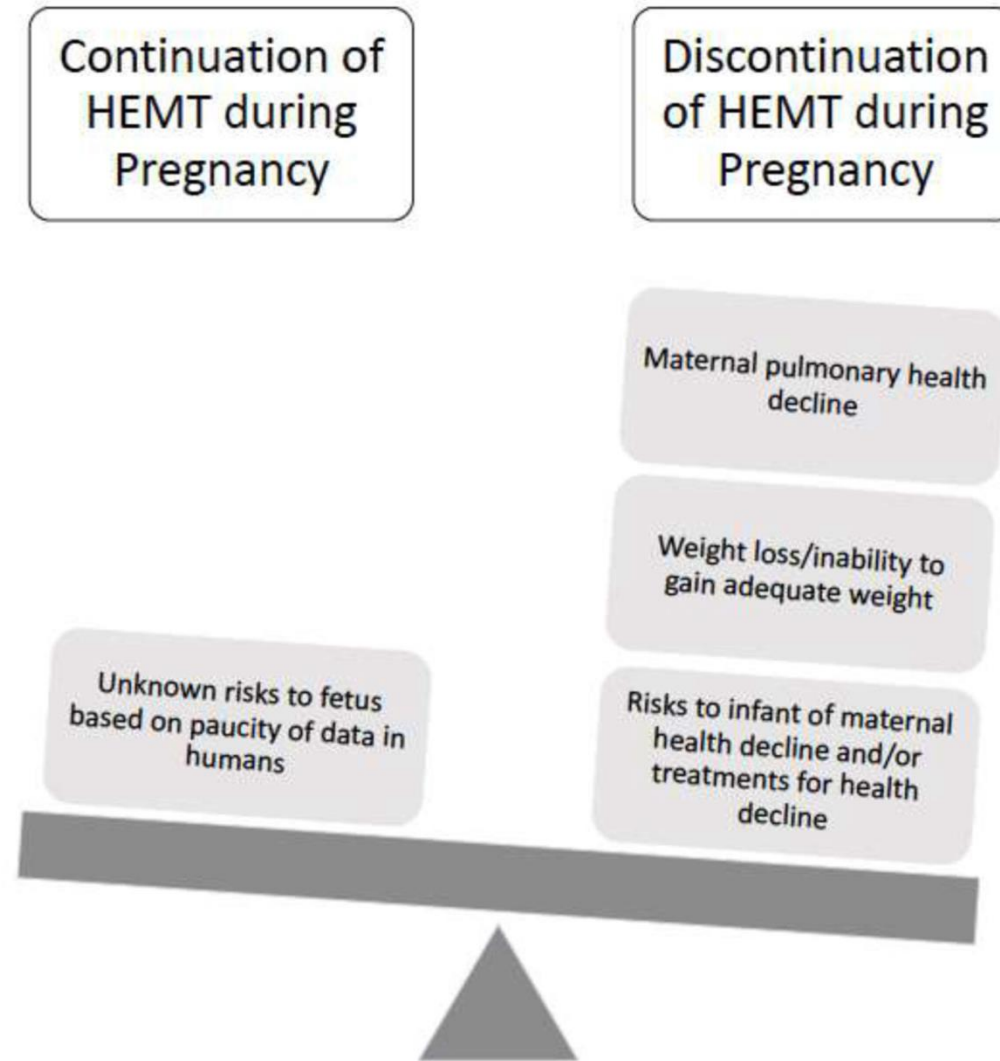 Continuation of
HEMT during
Pregnancy
Discontinuation
of HEMT during
Pregnancy
Maternal pulmonary health
decline
Weight loss/inability to
gain adequate weight
Unknown risks to fetus
based on paucity of data in
humans
Risks to infant of maternal
health decline and/or
treatments for health
decline